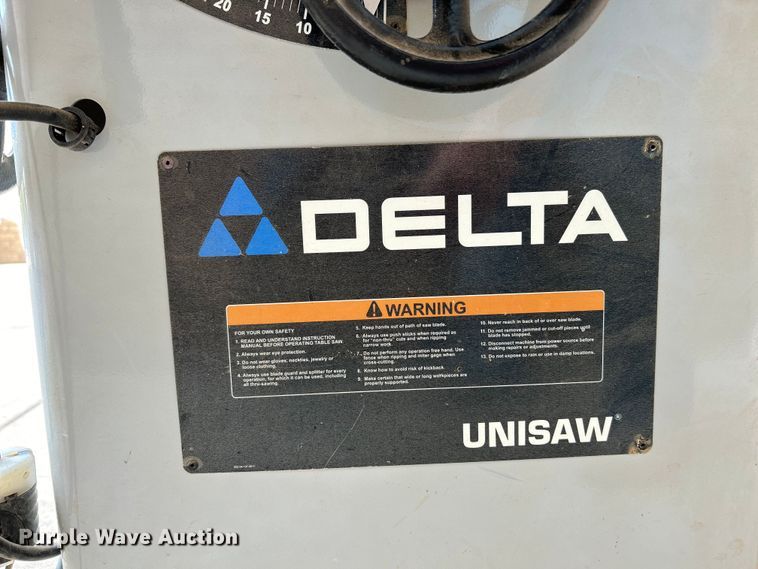 20 15 10
DELTA
WARNING
FOR YOUR OWN SAFETY
1. READ AND UNDERSTAND INSTRUCTION
MANUAL BEFORE OPERATING TABLE SAW
2. Always wear eye protection.
3. Do not wear gloves, neckties, jewelry or
loose clothing.
4. Always use blade guard and splitter for every
operation, for which it can be used, including
all thru-sawing.
5. Keep hands out of path of saw blade.
6. Always use push sticks when required as
for "non-thru" cuts and when ripping
narrow work.
7. Do not perform any operation free hand. Use
fence when ripping and miter gage when
cross-cutting.
8. Know how to avoid risk of kickback.
9. Make certain that wide or long workpieces are
properly supported.
10. Never reach in back of or over saw blade.
11. Do not remove jammed or cut-off pieces until
blade has stopped.
12. Disconnect machine from power source before
making repairs or adjustments.
13. Do not expose to rain or use in damp locations.
UNISAW®
Purple Wave Auction